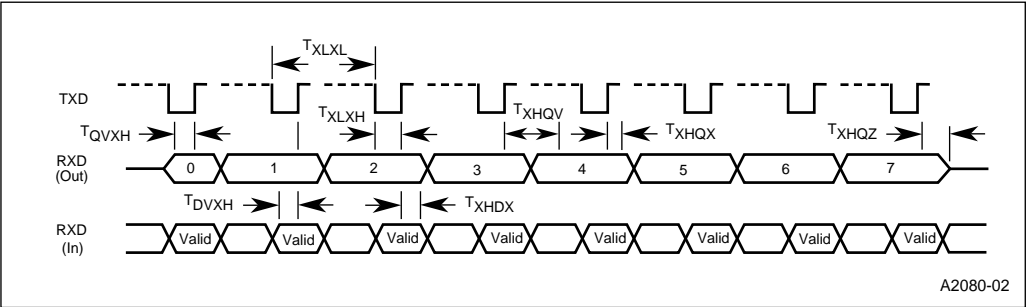 TXLXL
TXD
TQVXH TXLXH TXHQV TXHQX TXHQZ
RXD
(Out)
0 1 2 3 4 5 6 7
TDVXH TXHDX
RXD
(In)
Valid Valid Valid Valid Valid Valid Valid Valid
A2080-02